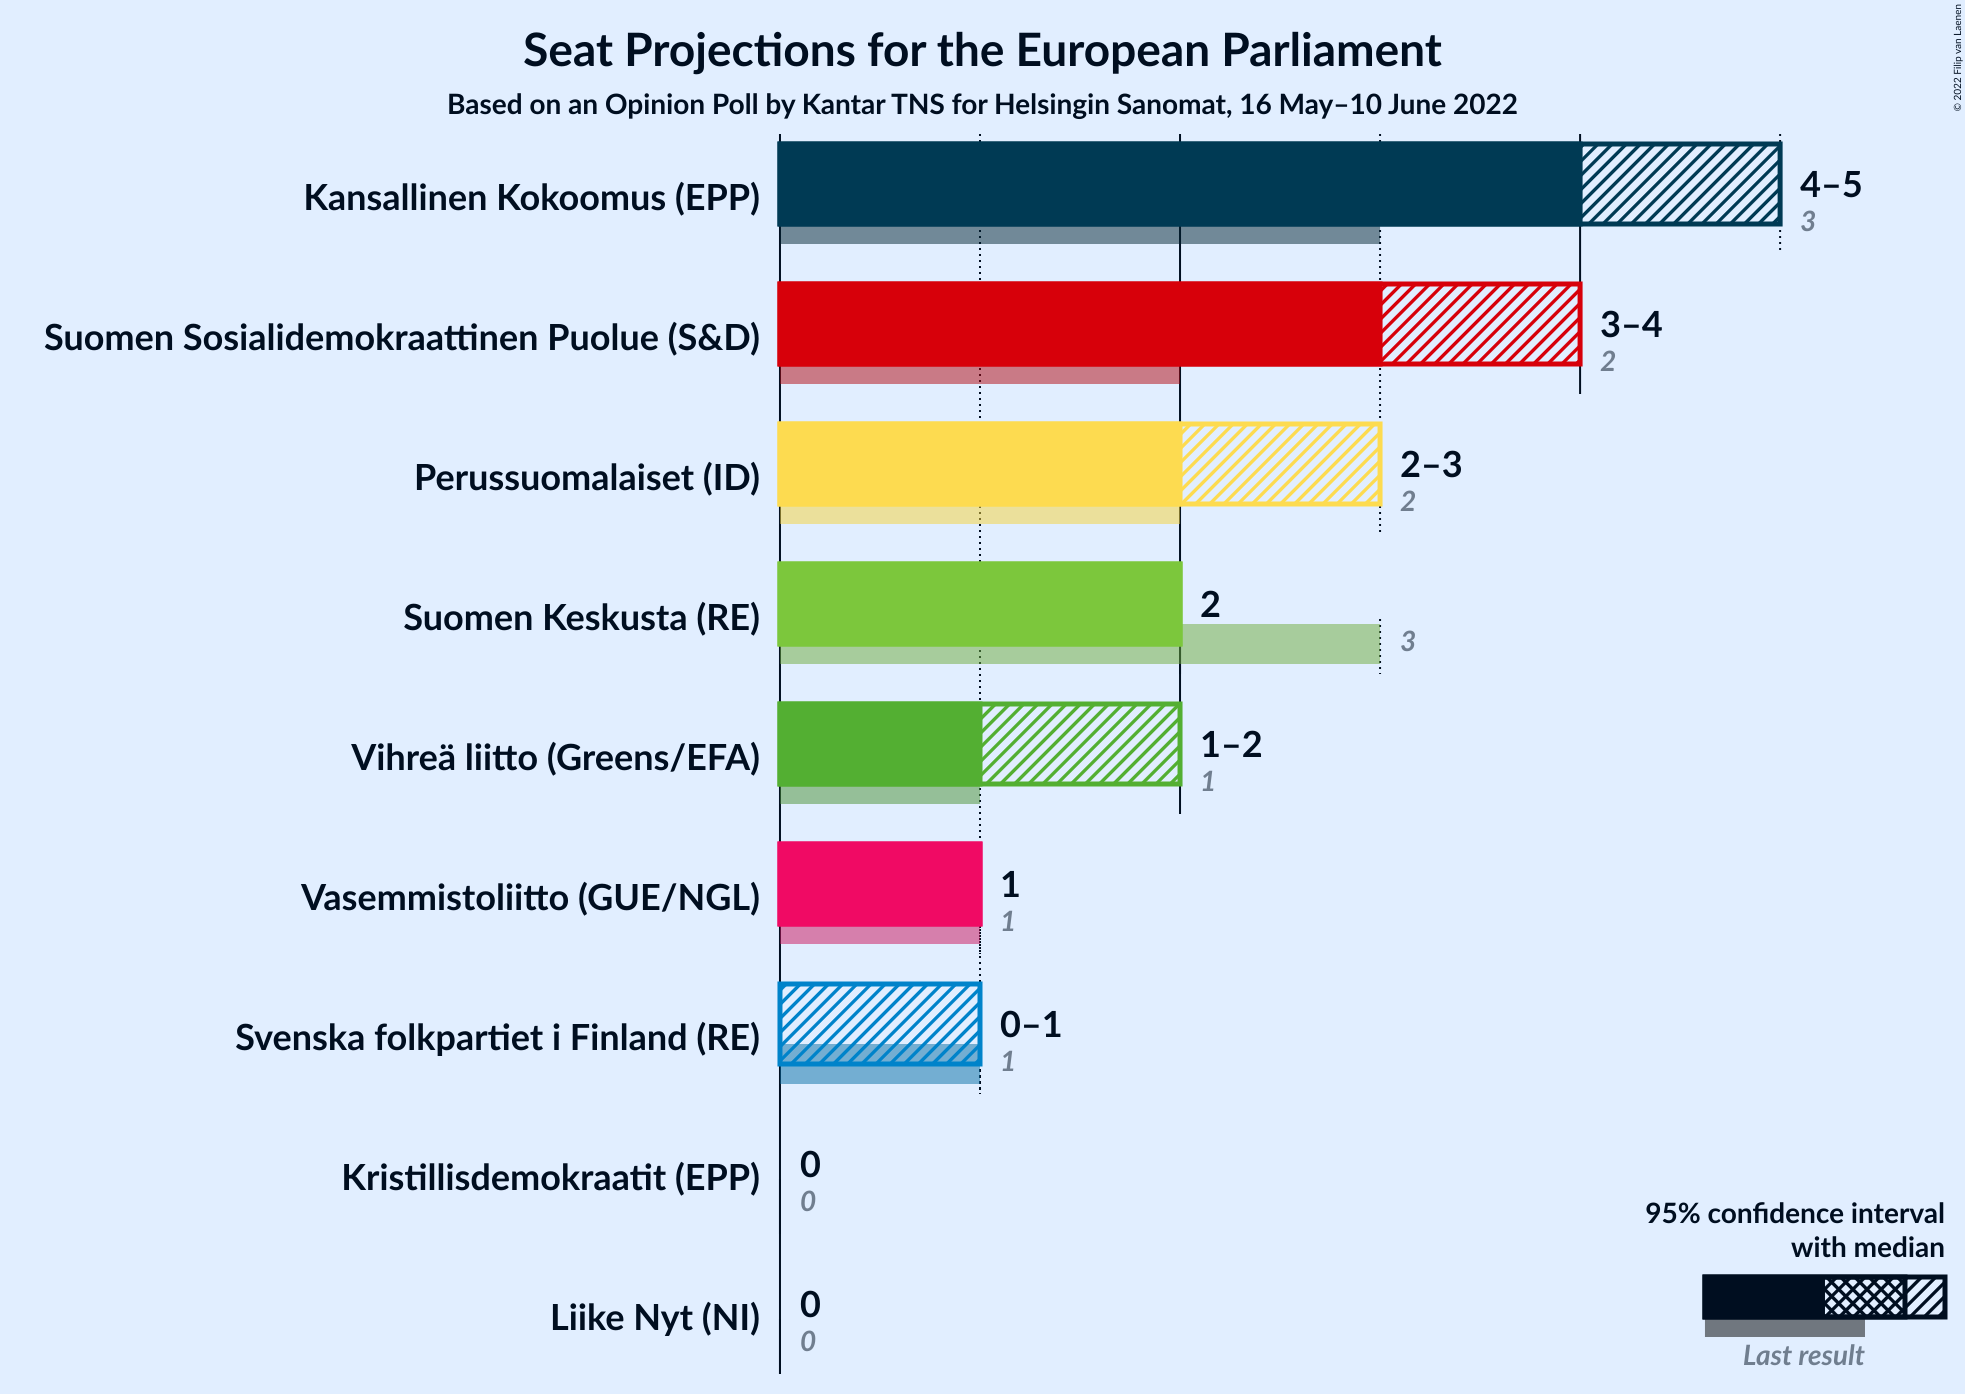 Seat Projections for the European Parliament
Based on an Opinion Poll by Kantar TNS for Helsingin Sanomat, 16 May–10 June 2022
© 2022 Filip van Laenen
Kansallinen Kokoomus (EPP)
4–5
3
Suomen Sosialidemokraattinen Puolue (S&D)
3–4
2
Perussuomalaiset (ID)
2–3
2
Suomen Keskusta (RE)
2
3
Vihreä liitto (Greens/EFA)
1–2
1
Vasemmistoliitto (GUE/NGL)
1
1
Svenska folkpartiet i Finland (RE)
0–1
1
Kristillisdemokraatit (EPP)
0
0
Liike Nyt (NI)
0
0
95% confidence interval
with median
Last result